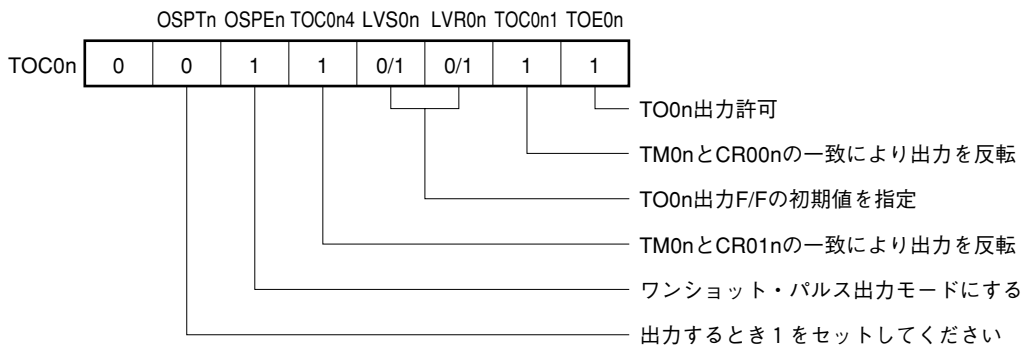 OSPTn OSPEn TOC0n4 LVS0n LVR0n TOC0n1 TOE0n
TOC0n 0 0 1 1 0/1 0/1 1 1
TO0n出力許可
TM0nとCR00nの一致により出力を反転
TO0n出力F/Fの初期値を指定
TM0nとCR01nの一致により出力を反転
ワンショット・パルス出力モードにする
出力するとき1をセットしてください